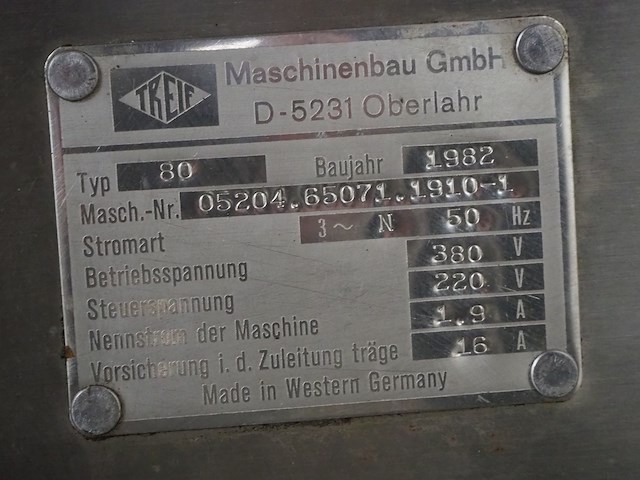 TREIF
Maschinenbau GmbH
D-5231 Oberlahr
Typ 80 Baujahr 1982
Masch.-Nr. 05204.65071.1910-1
Stromart 3~ N 50 Hz
Betriebsspannung 380 V
Steuerspannung 220 V
Nennstrom der Maschine 1.9 A
Vorsicherung i. d. Zuleitung träge 16 A
Made in Western Germany